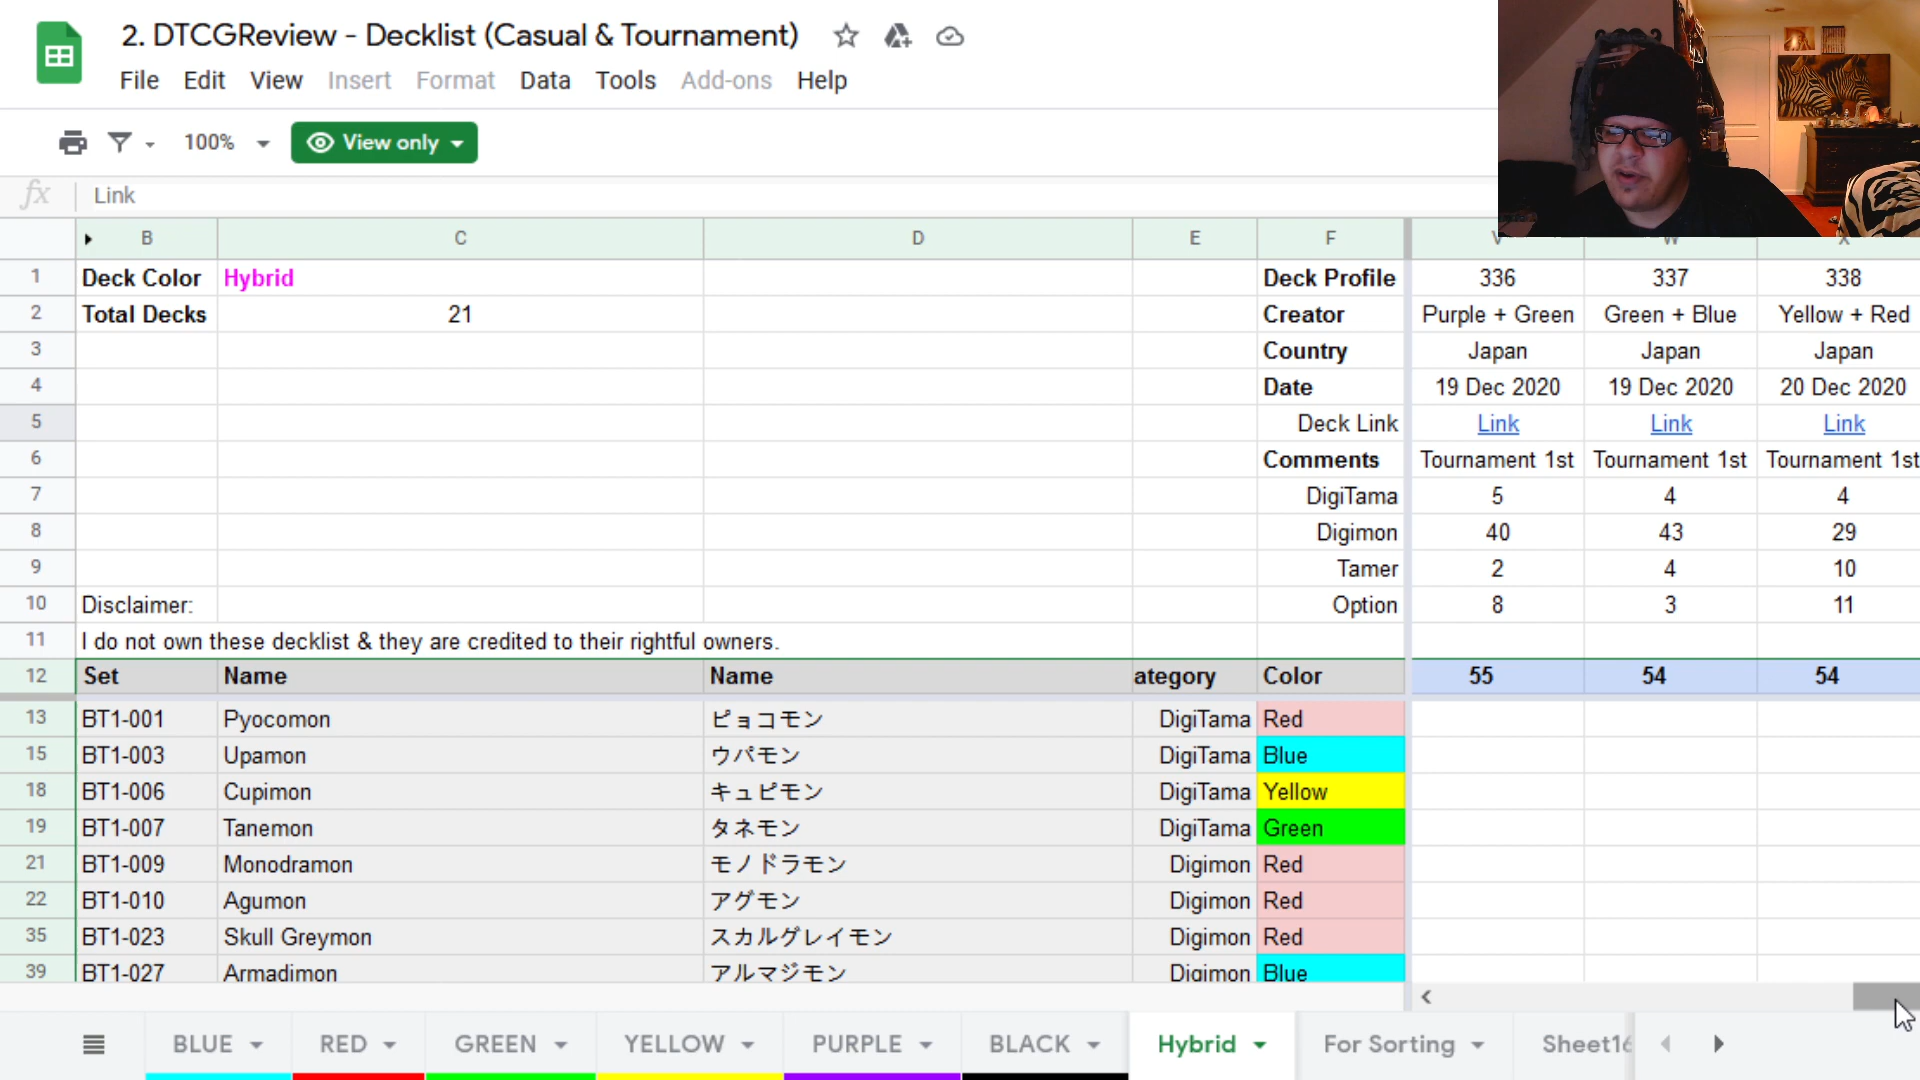 2. DTCGReview - Decklist (Casual & Tournament)
File Edit View Insert Format Data Tools Add-ons Help
100% View only
fx Link
B C D E F V W X
1 Deck Color Hybrid Deck Profile 336 337 338
2 Total Decks 21 Creator Purple + Green Green + Blue Yellow + Red
3 Country Japan Japan Japan
4 Date 19 Dec 2020 19 Dec 2020 20 Dec 2020
5 Deck Link Link Link Link
6 Comments Tournament 1st Tournament 1st Tournament 1st
7 DigiTama 5 4 4
8 Digimon 40 43 29
9 Tamer 2 4 10
10 Disclaimer: Option 8 3 11
11 I do not own these decklist & they are credited to their rightful owners.
12 Set Name Name ategory Color 55 54 54
13 BT1-001 Pyocomon ピョコモン DigiTama Red
15 BT1-003 Upamon ウパモン DigiTama Blue
18 BT1-006 Cupimon キュピモン DigiTama Yellow
19 BT1-007 Tanemon タネモン DigiTama Green
21 BT1-009 Monodramon モノドラモン Digimon Red
22 BT1-010 Agumon アグモン Digimon Red
35 BT1-023 Skull Greymon スカルグレイモン Digimon Red
39 BT1-027 Armadimon アルマジモン Digimon Blue
BLUE RED GREEN YELLOW PURPLE BLACK Hybrid For Sorting Sheet16